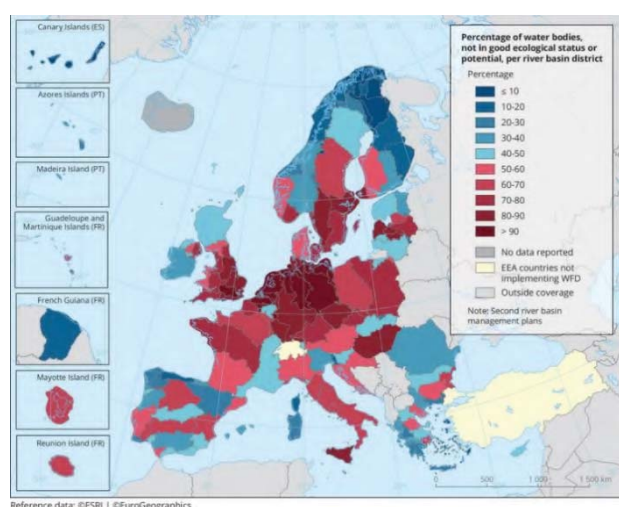 Canary Islands (ES)
Azores Islands (PT)
Madeira Island (PT)
Guadeloupe and
Martinique Islands (FR)
French Guiana (FR)
Mayotte Island (FR)
Reunion Island (FR)
Percentage of water bodies,
not in good ecological status or
potential, per river basin district
Percentage
≤ 10
10-20
20-30
30-40
40-50
50-60
60-70
70-80
80-90
> 90
No data reported
EEA countries not
implementing WFD
Outside coverage
Note: Second river basin
management plans
0 500 1 000 1 500 km
Reference data: ©ESRI | ©EuroGeographics